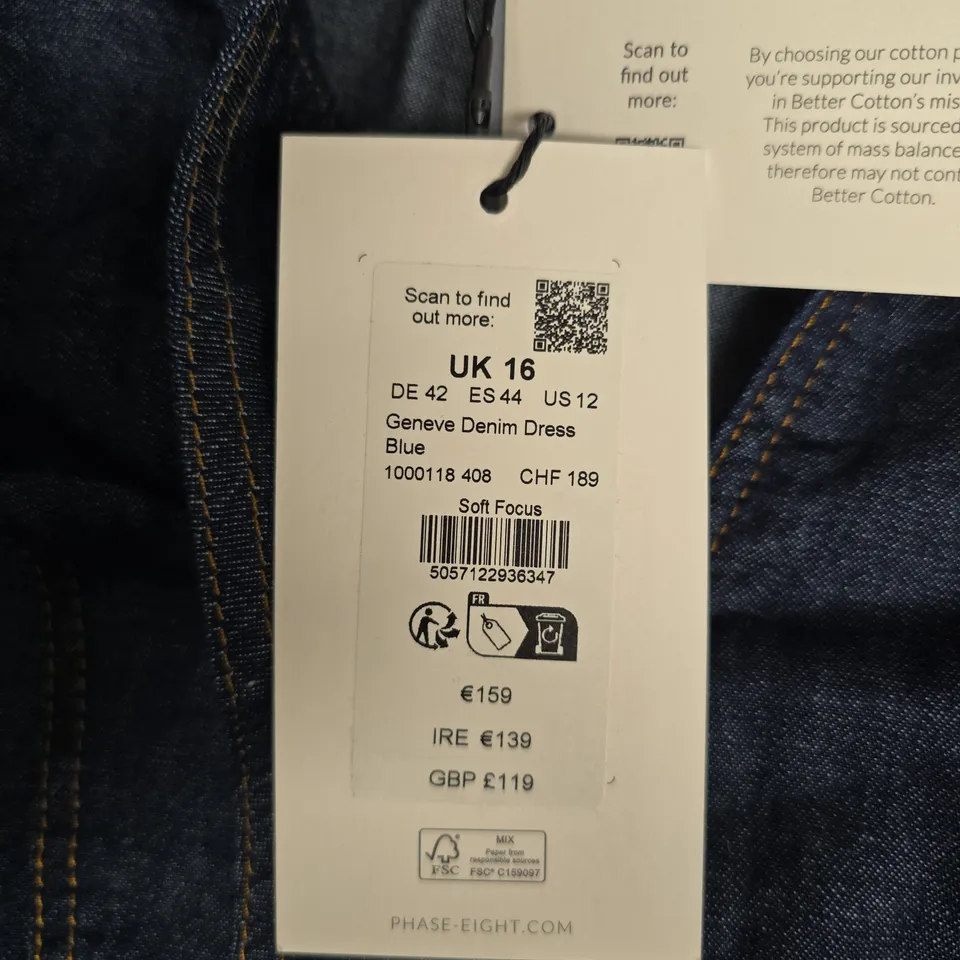 Scan to
find out
more:
By choosing our cotton p
you're supporting our inv
in Better Cotton's mis
This product is sourced
system of mass balance
therefore may not cont
Better Cotton.
Scan to find
out more:
UK 16
DE 42 ES 44 US 12
Geneve Denim Dress
Blue
1000118 408 CHF 189
Soft Focus
5057122936347
FR
€159
IRE €139
GBP £119
MIX
Paper from
responsible sources
FSC
FSC® C159097
PHASE-EIGHT.COM